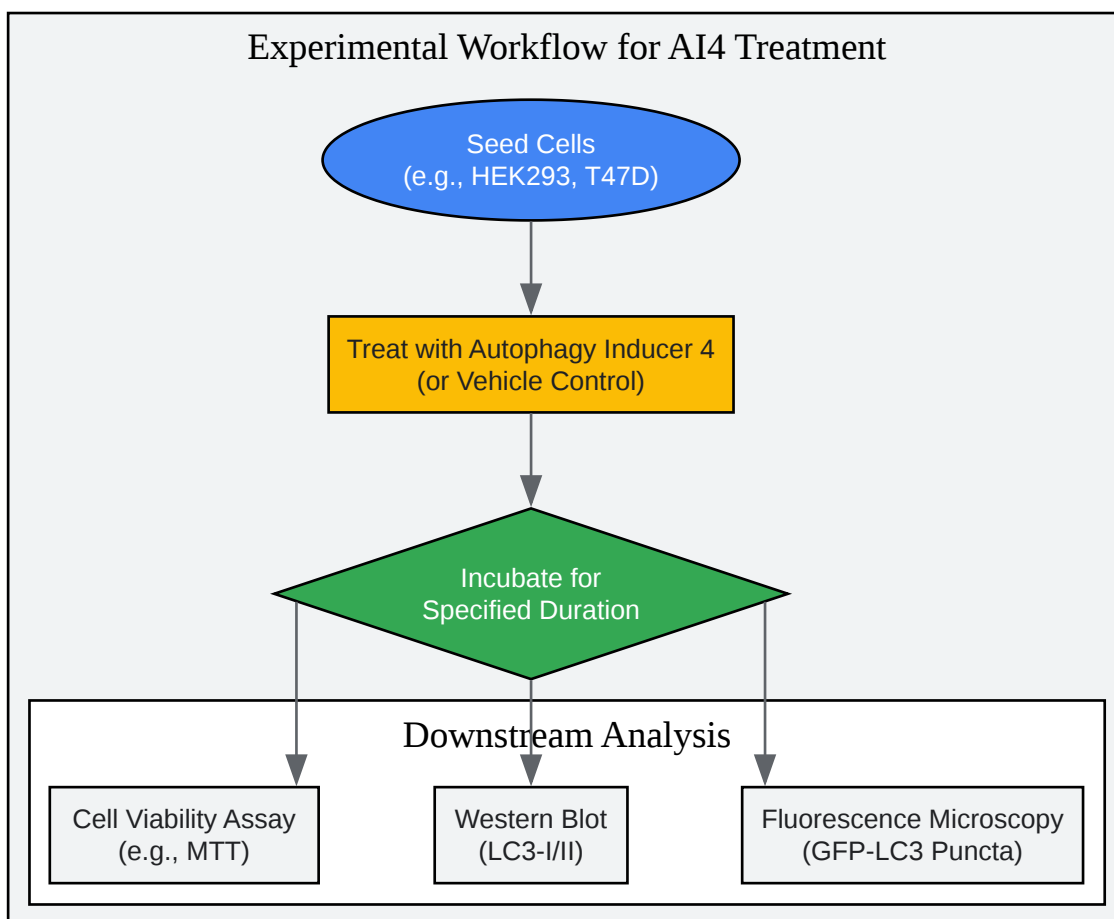 Experimental Workflow for AI4 Treatment
Seed Cells
(e.g., HEK293, T47D)
Treat with Autophagy Inducer 4
(or Vehicle Control)
Incubate for
Specified Duration
Downstream Analysis
Cell Viability Assay
(e.g., MTT)
Western Blot
(LC3-I/II)
Fluorescence Microscopy
(GFP-LC3 Puncta)